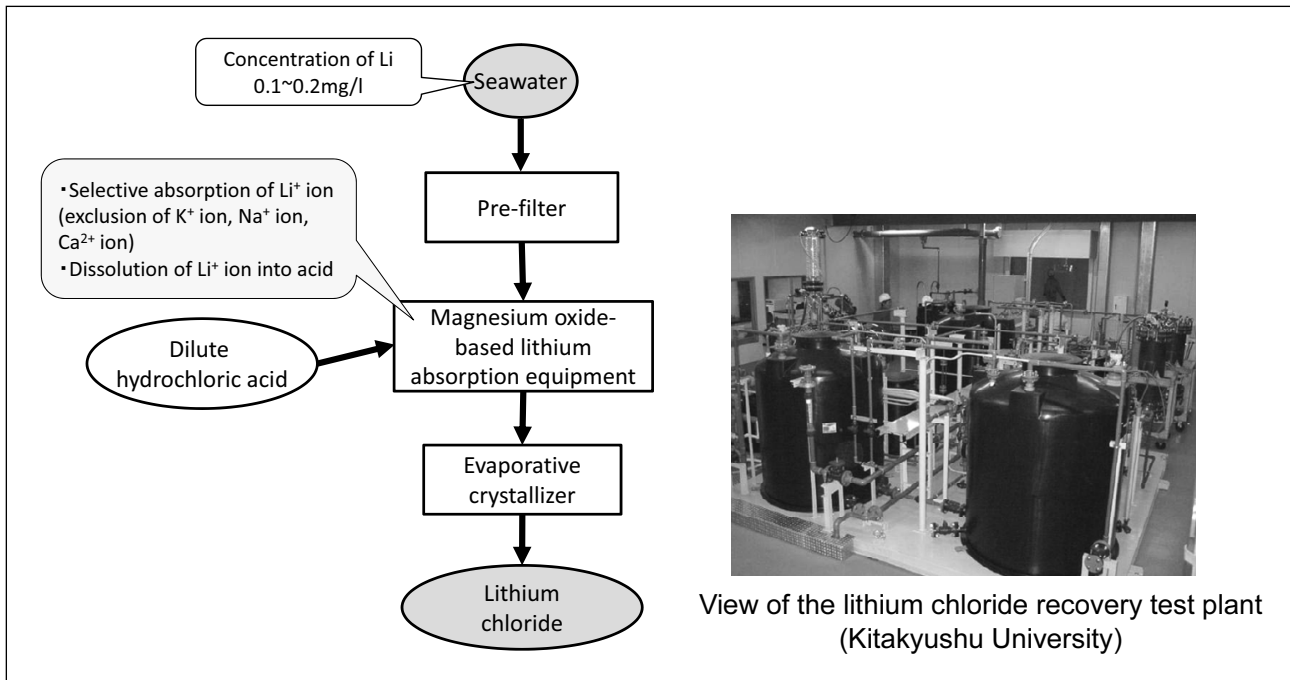 Concentration of Li
0.1~0.2mg/l
Seawater
・Selective absorption of Li⁺ ion
(exclusion of K⁺ ion, Na⁺ ion,
Ca²⁺ ion)
・Dissolution of Li⁺ ion into acid
Pre-filter
Dilute
hydrochloric acid
Magnesium oxide-
based lithium
absorption equipment
Evaporative
crystallizer
Lithium
chloride
View of the lithium chloride recovery test plant
(Kitakyushu University)